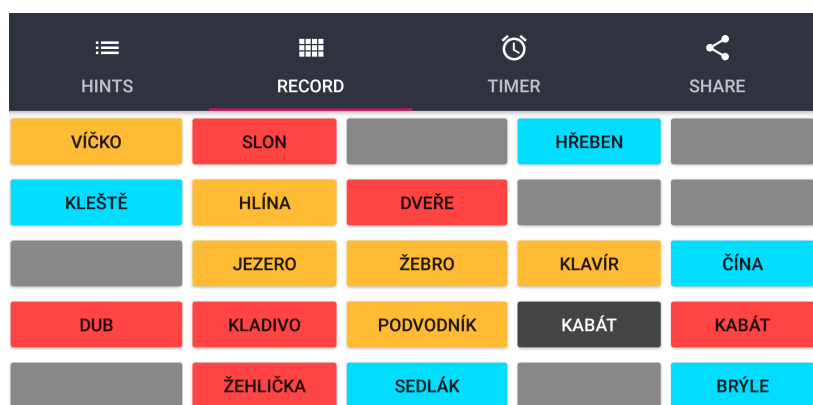 HINTS RECORD TIMER SHARE
VÍČKO SLON HŘEBEN
KLEŠTĚ HLÍNA DVEŘE
JEZERO ŽEBRO KLAVÍR ČÍNA
DUB KLADIVO PODVODNÍK KABÁT KABÁT
ŽEHLIČKA SEDLÁK BRÝLE